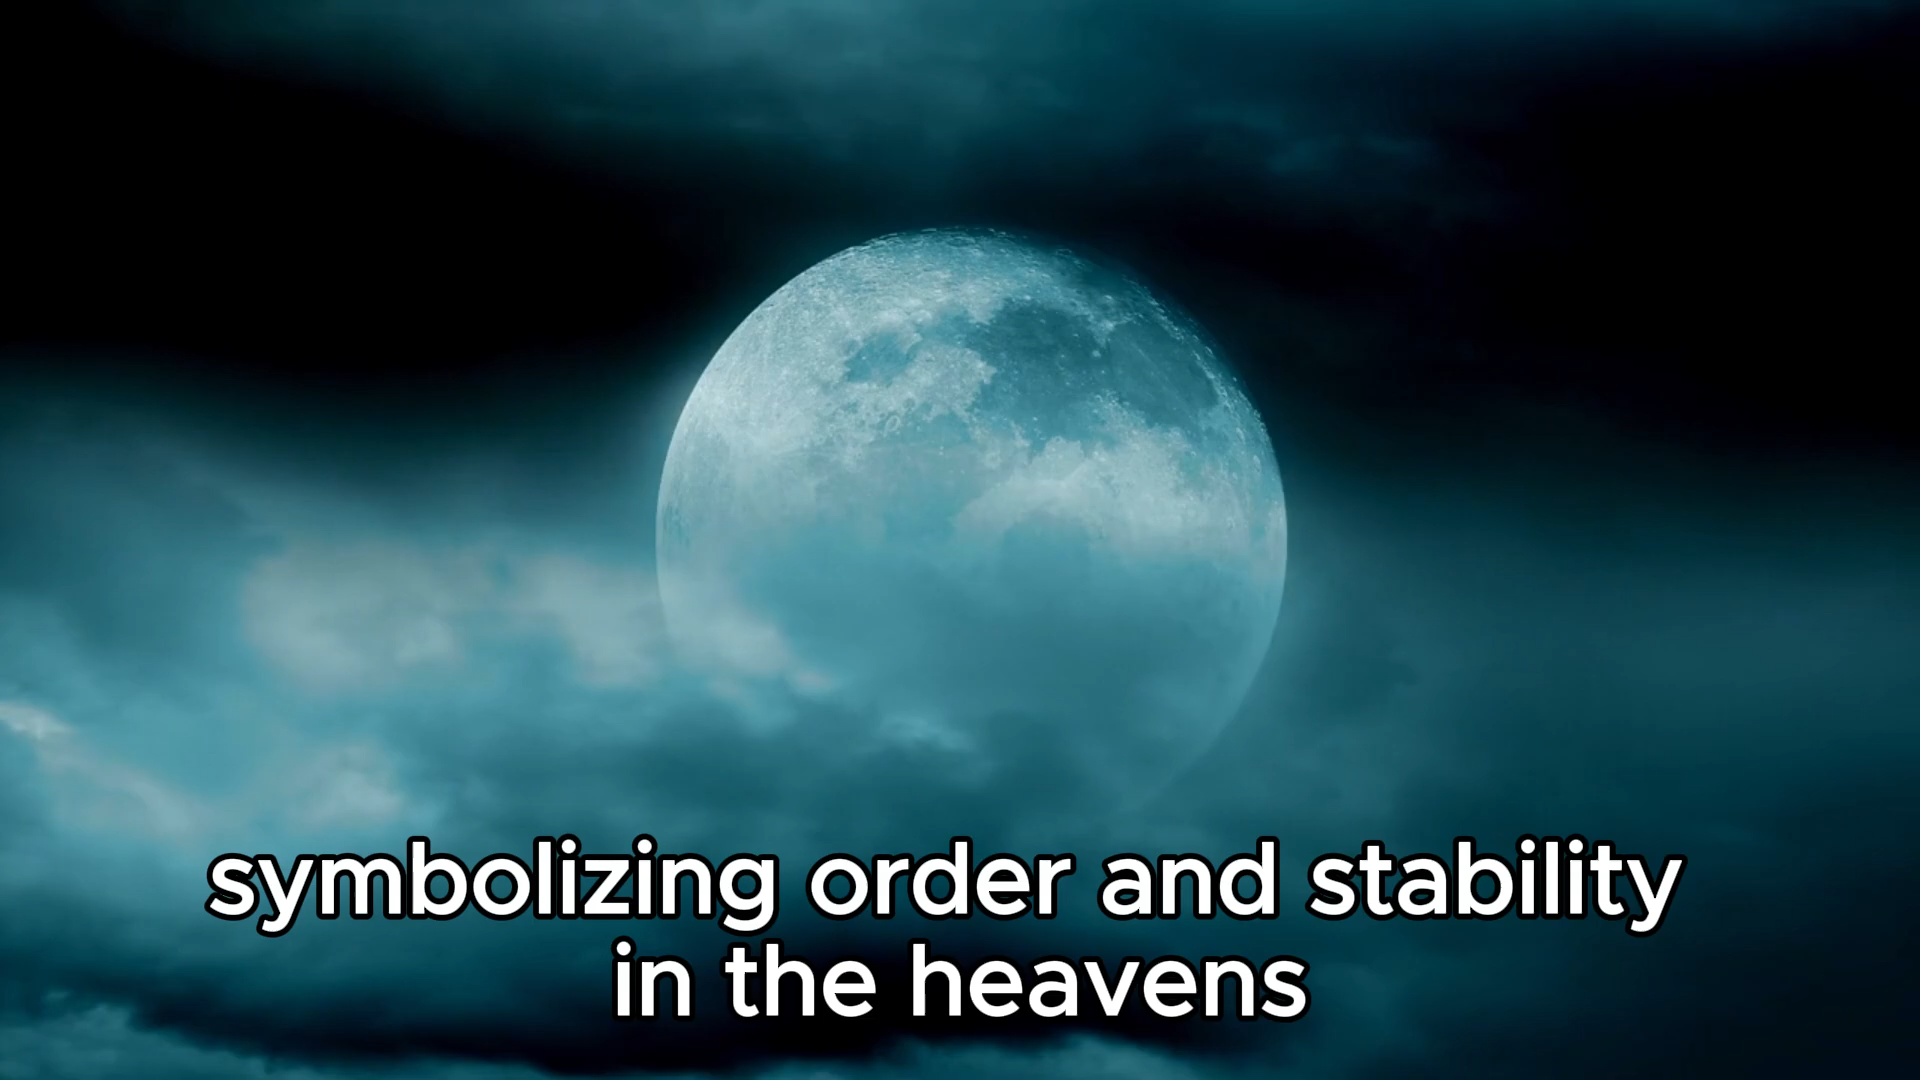 symbolizing order and stability
in the heavens